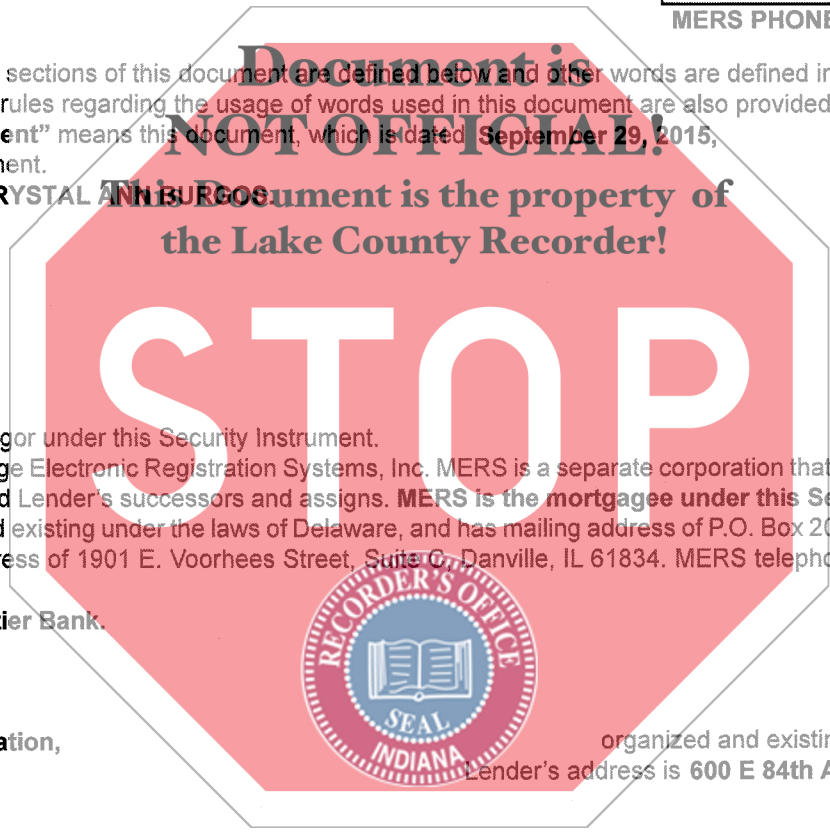 MERS PHONE
sections of this document are defined below and other words are defined in
Document is
rules regarding the usage of words used in this document are also provided
ent” means this document, which is dated September 29, 2015,
NOT OFFICIAL!
ment.
RYSTAL ANN BURGOS.
This Document is the property of
the Lake County Recorder!
STOP
gor under this Security Instrument.
ge Electronic Registration Systems, Inc. MERS is a separate corporation that
d Lender's successors and assigns. MERS is the mortgagee under this Se
d existing under the laws of Delaware, and has mailing address of P.O. Box 20
ress of 1901 E. Voorhees Street, Suite C, Danville, IL 61834. MERS telepho
RECORDER'S OFFICE
tier Bank.
SEAL
INDIANA
ation,
organized and existin
Lender's address is 600 E 84th A